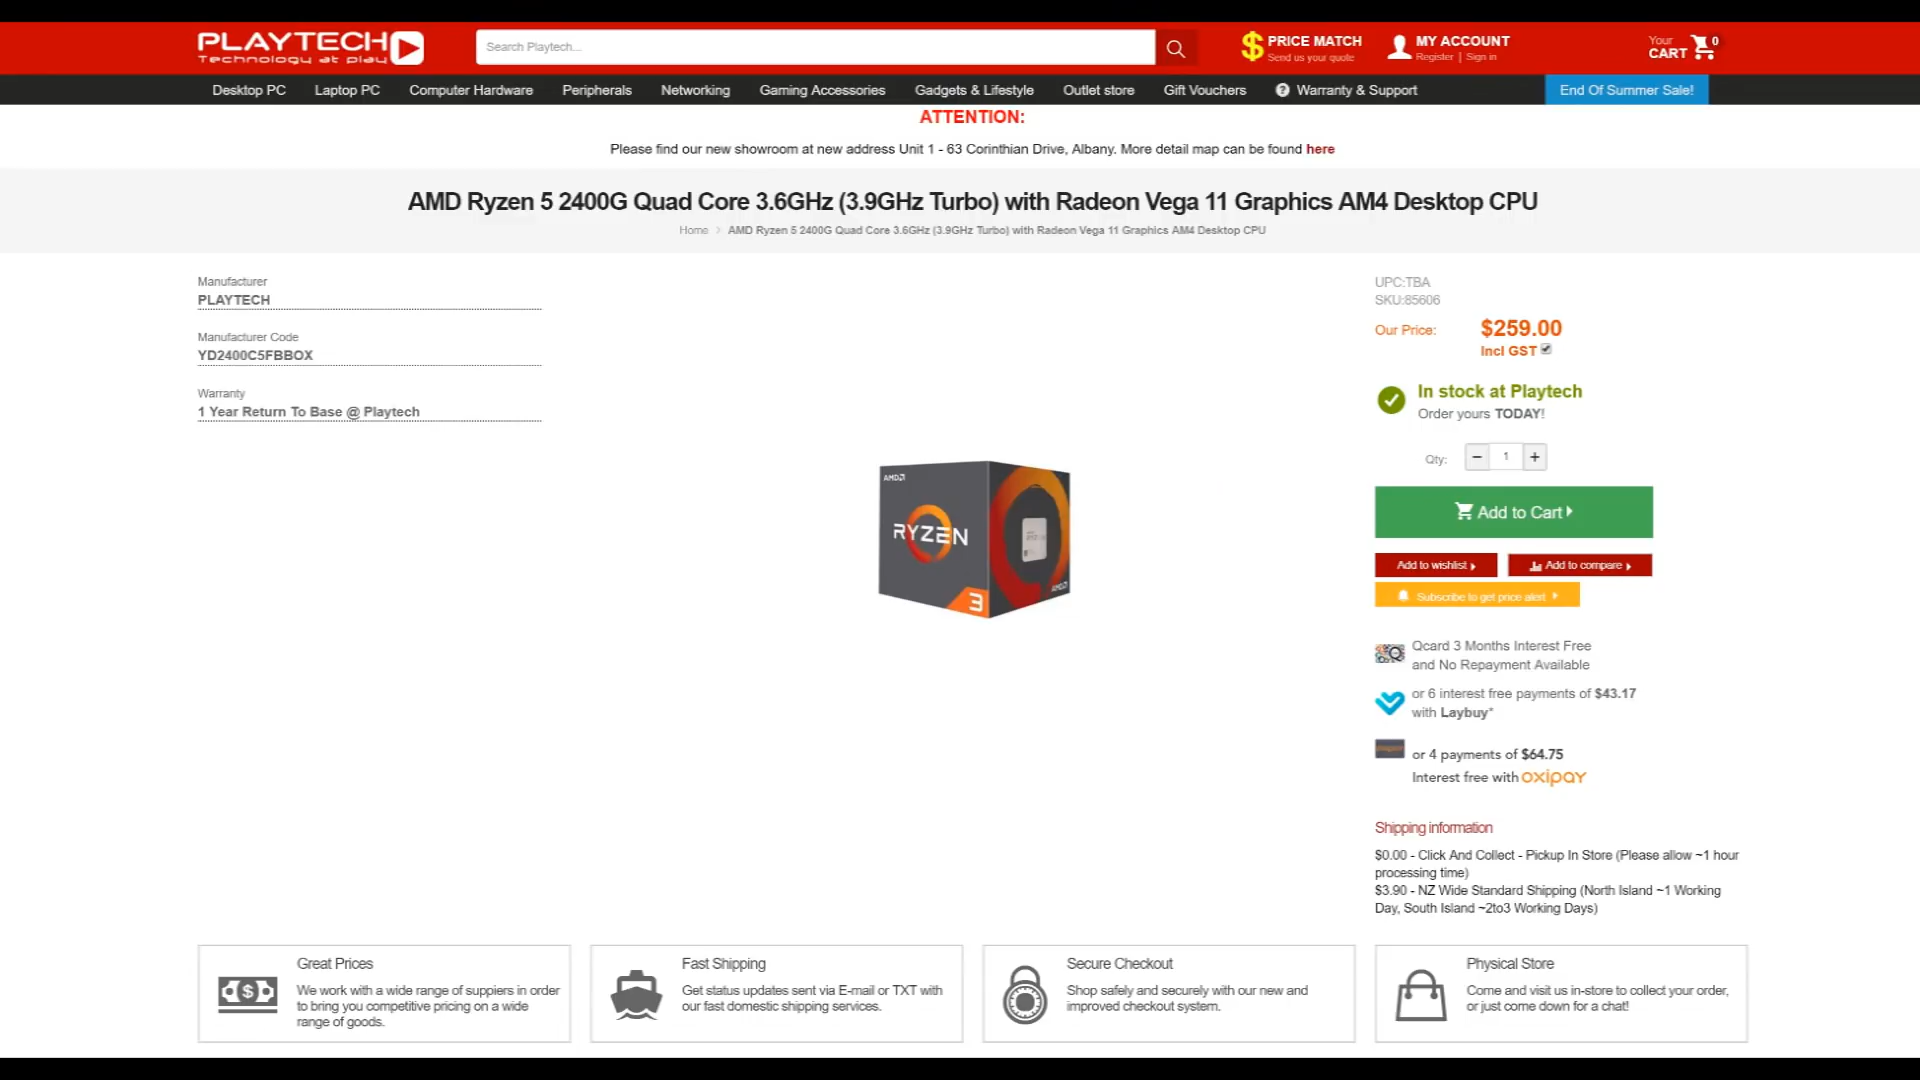 PLAYTECH
Technology at play
Search Playtech...
PRICE MATCH
Send us your quote
MY ACCOUNT
Register | Sign in
Your
CART 0
Desktop PC Laptop PC Computer Hardware Peripherals Networking Gaming Accessories Gadgets & Lifestyle Outlet store Gift Vouchers ? Warranty & Support End Of Summer Sale!
ATTENTION:
Please find our new showroom at new address Unit 1 - 63 Corinthian Drive, Albany. More detail map can be found here
AMD Ryzen 5 2400G Quad Core 3.6GHz (3.9GHz Turbo) with Radeon Vega 11 Graphics AM4 Desktop CPU
Home > AMD Ryzen 5 2400G Quad Core 3.6GHz (3.9GHz Turbo) with Radeon Vega 11 Graphics AM4 Desktop CPU
Manufacturer
PLAYTECH
Manufacturer Code
YD2400C5FBBOX
Warranty
1 Year Return To Base @ Playtech
AMD
RYZEN
3
AMD
UPC:TBA
SKU:85606
Our Price: $259.00
Incl GST
In stock at Playtech
Order yours TODAY!
Qty: − 1 +
Add to Cart
Add to wishlist
Add to compare
Subscribe to get price alert
Qcard 3 Months Interest Free
and No Repayment Available
or 6 interest free payments of $43.17
with Laybuy*
or 4 payments of $64.75
Interest free with oxipay
Shipping information
$0.00 - Click And Collect - Pickup In Store (Please allow ~1 hour
processing time)
$3.90 - NZ Wide Standard Shipping (North Island ~1 Working
Day, South Island ~2to3 Working Days)
Great Prices
We work with a wide range of suppiers in order
to bring you competitive pricing on a wide
range of goods.
Fast Shipping
Get status updates sent via E-mail or TXT with
our fast domestic shipping services.
Secure Checkout
Shop safely and securely with our new and
improved checkout system.
Physical Store
Come and visit us in-store to collect your order,
or just come down for a chat!